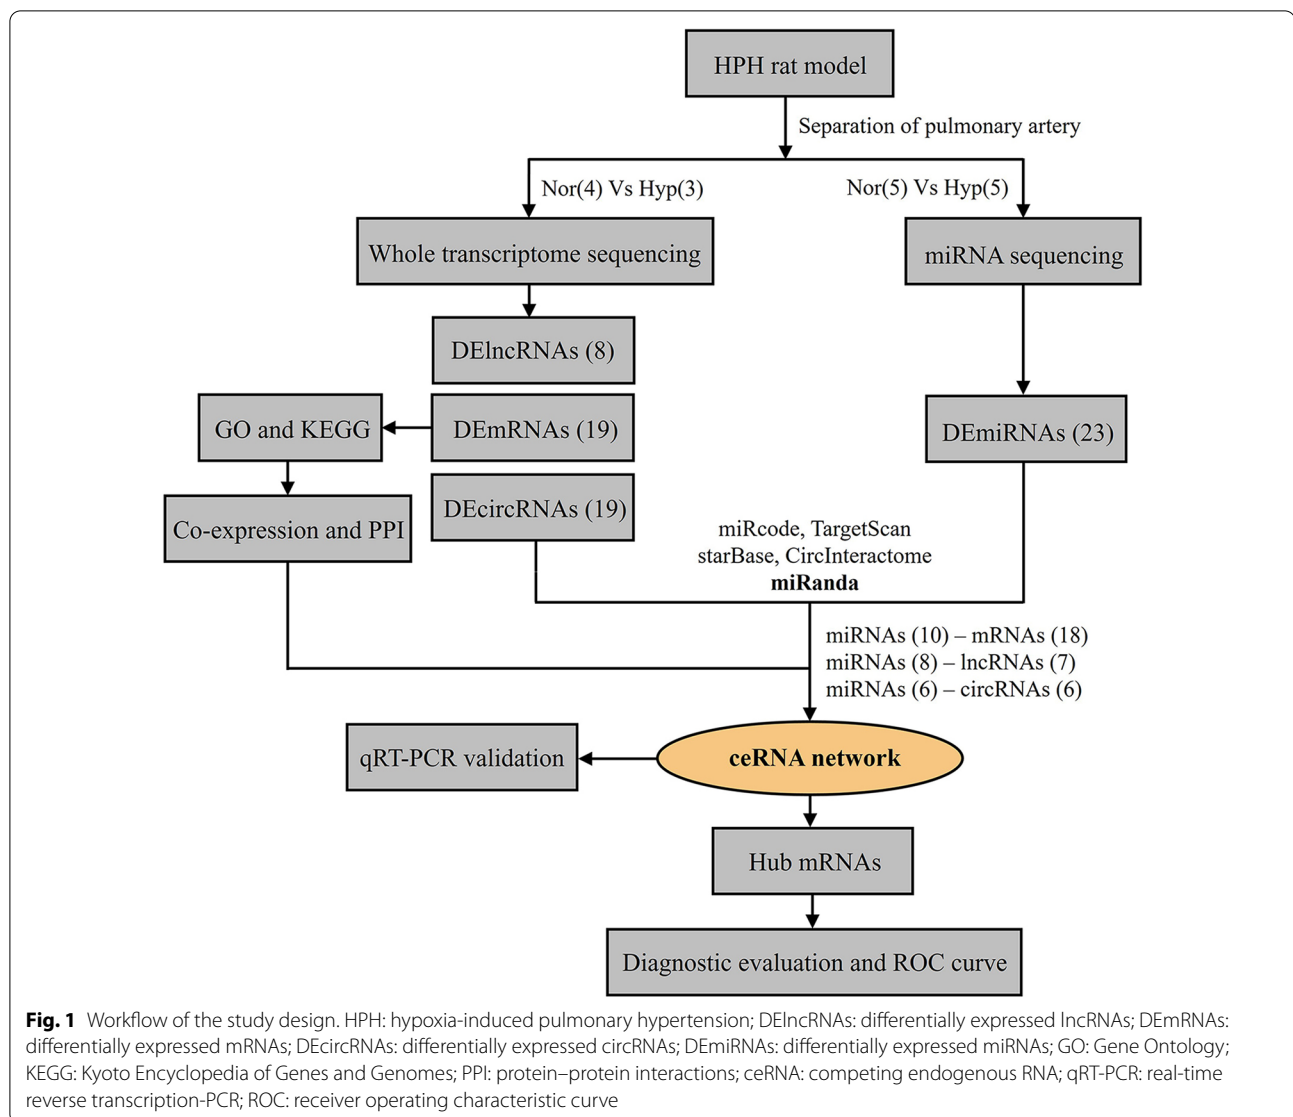 HPH rat model
Separation of pulmonary artery
Nor(4) Vs Hyp(3)
Nor(5) Vs Hyp(5)
Whole transcriptome sequencing
miRNA sequencing
DElncRNAs (8)
GO and KEGG
DEmRNAs (19)
DEmiRNAs (23)
DEcircRNAs (19)
Co-expression and PPI
miRcode, TargetScan
starBase, CircInteractome
miRanda
miRNAs (10) – mRNAs (18)
miRNAs (8) – lncRNAs (7)
miRNAs (6) – circRNAs (6)
qRT-PCR validation
ceRNA network
Hub mRNAs
Diagnostic evaluation and ROC curve
Fig. 1 Workflow of the study design. HPH: hypoxia-induced pulmonary hypertension; DElncRNAs: differentially expressed lncRNAs; DEmRNAs:
differentially expressed mRNAs; DEcircRNAs: differentially expressed circRNAs; DEmiRNAs: differentially expressed miRNAs; GO: Gene Ontology;
KEGG: Kyoto Encyclopedia of Genes and Genomes; PPI: protein–protein interactions; ceRNA: competing endogenous RNA; qRT-PCR: real-time
reverse transcription-PCR; ROC: receiver operating characteristic curve